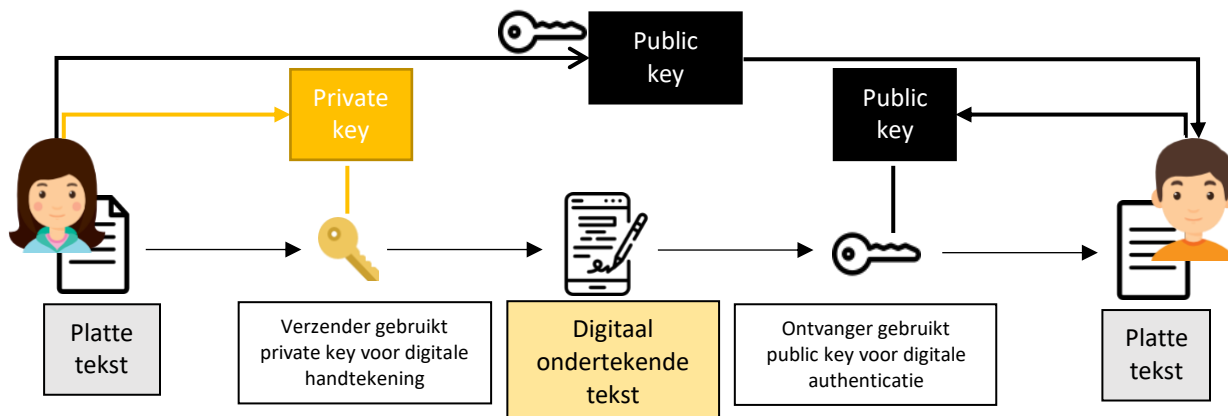 Public
key
Private
key
Public
key
Platte
tekst
Verzender gebruikt
private key voor digitale
handtekening
Digitaal
ondertekende
tekst
Ontvanger gebruikt
public key voor digitale
authenticatie
Platte
tekst